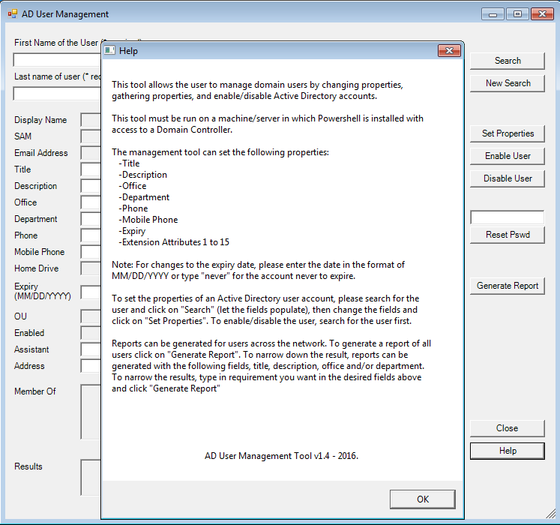 AD User Management
First Name of the User (*
Last name of user (* rec
Display Name
SAM
Email Address
Title
Description
Office
Department
Phone
Mobile Phone
Home Drive
Expiry
(MM/DD/YYYY)
OU
Enabled
Assistant
Address
Member Of
Results
Help
This tool allows the user to manage domain users by changing properties,
gathering properties, and enable/disable Active Directory accounts.
This tool must be run on a machine/server in which Powershell is installed with
access to a Domain Controller.
The management tool can set the following properties:
-Title
-Description
-Office
-Department
-Phone
-Mobile Phone
-Expiry
-Extension Attributes 1 to 15
Note: For changes to the expiry date, please enter the date in the format of
MM/DD/YYYY or type "never" for the account never to expire.
To set the properties of an Active Directory user account, please search for the
user and click on "Search" (let the fields populate), then change the fields and
click on "Set Properties". To enable/disable the user, search for the user first.
Reports can be generated for users across the network. To generate a report of all
users click on "Generate Report". To narrow down the result, reports can be
generated with the following fields, title, description, office and/or department.
To narrow the results, type in requirement you want in the desired fields above
and click "Generate Report"
AD User Management Tool v1.4 - 2016.
OK
Search
New Search
Set Properties
Enable User
Disable User
Reset Pswd
Generate Report
Close
Help